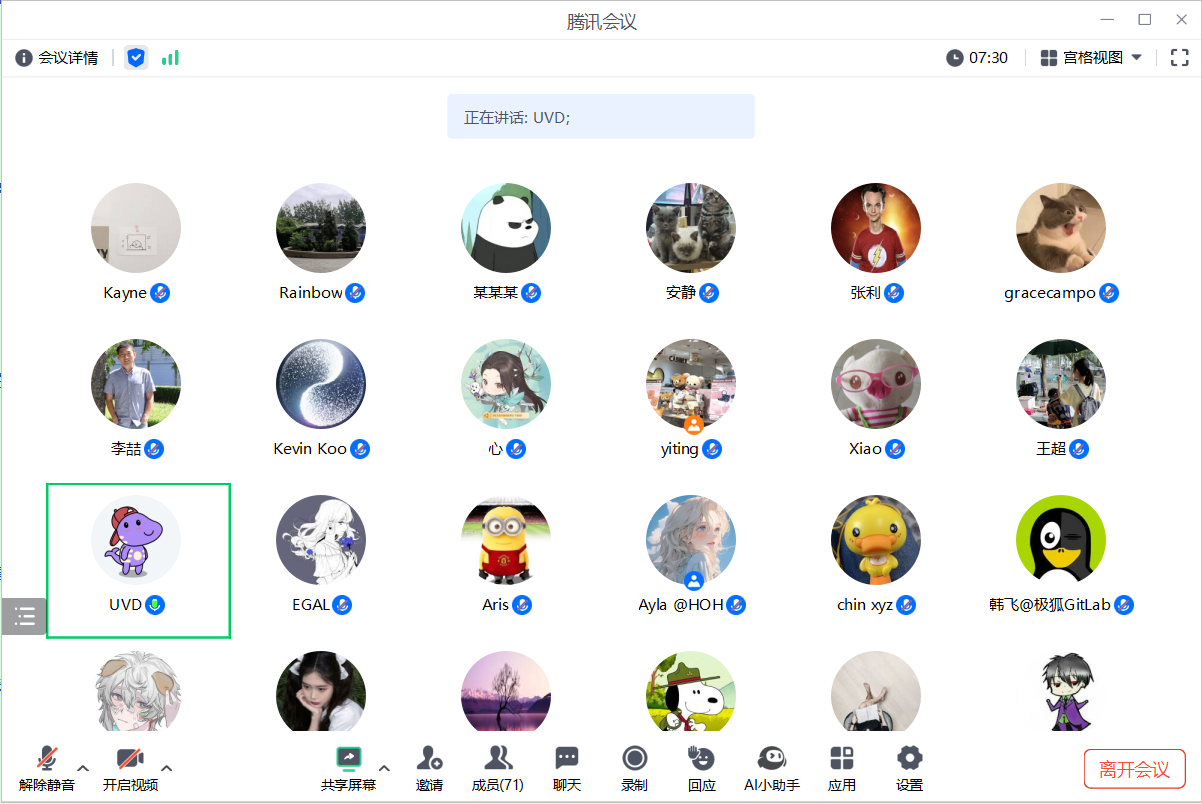 腾讯会议
会议详情
07:30
宫格视图
正在讲话: UVD;
Kayne
Rainbow
某某某
安静
张利
gracecampo
李喆
Kevin Koo
心
yiting
Xiao
王超
UVD
EGAL
Aris
Ayla @HOH
chin xyz
韩飞@极狐GitLab
解除静音
开启视频
共享屏幕
邀请
成员(71)
聊天
录制
回应
AI小助手
应用
设置
离开会议